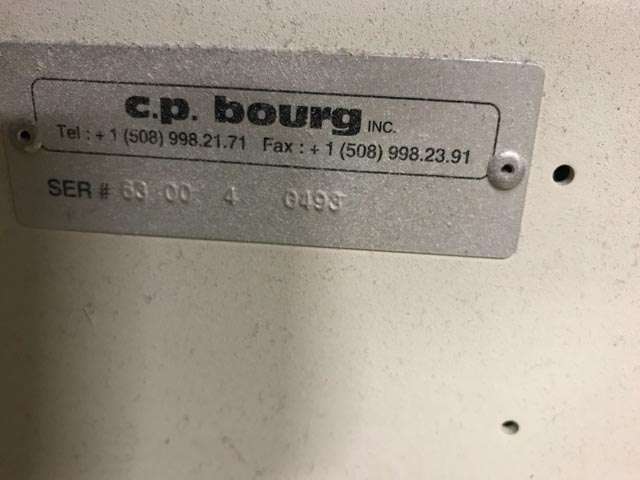 c.p. bourg INC.
Tel : + 1 (508) 998.21.71 Fax : + 1 (508) 998.23.91
SER # 63 00 4 0493